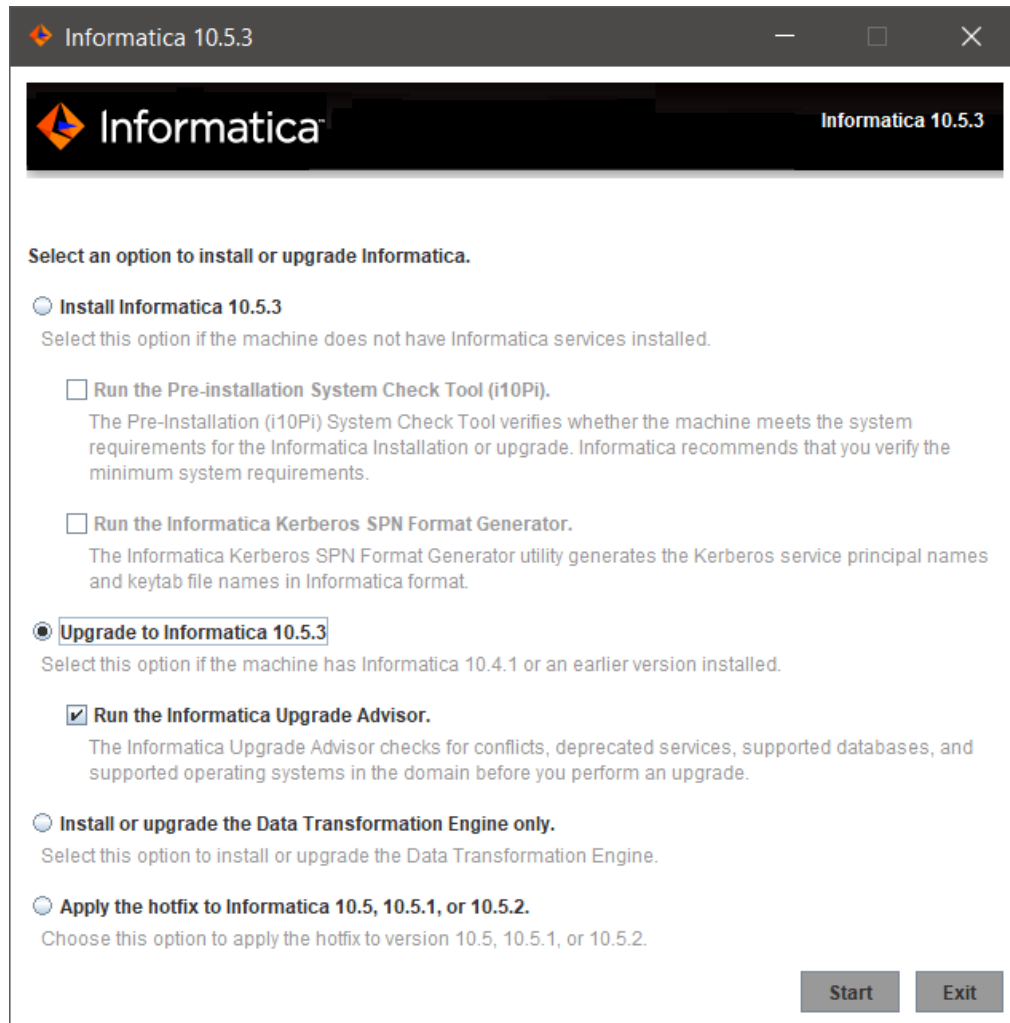 Informatica 10.5.3
Informatica™
Informatica 10.5.3
Select an option to install or upgrade Informatica.
Install Informatica 10.5.3
Select this option if the machine does not have Informatica services installed.
Run the Pre-installation System Check Tool (i10Pi).
The Pre-Installation (i10Pi) System Check Tool verifies whether the machine meets the system
requirements for the Informatica Installation or upgrade. Informatica recommends that you verify the
minimum system requirements.
Run the Informatica Kerberos SPN Format Generator.
The Informatica Kerberos SPN Format Generator utility generates the Kerberos service principal names
and keytab file names in Informatica format.
Upgrade to Informatica 10.5.3
Select this option if the machine has Informatica 10.4.1 or an earlier version installed.
Run the Informatica Upgrade Advisor.
The Informatica Upgrade Advisor checks for conflicts, deprecated services, supported databases, and
supported operating systems in the domain before you perform an upgrade.
Install or upgrade the Data Transformation Engine only.
Select this option to install or upgrade the Data Transformation Engine.
Apply the hotfix to Informatica 10.5, 10.5.1, or 10.5.2.
Choose this option to apply the hotfix to version 10.5, 10.5.1, or 10.5.2.
Start Exit